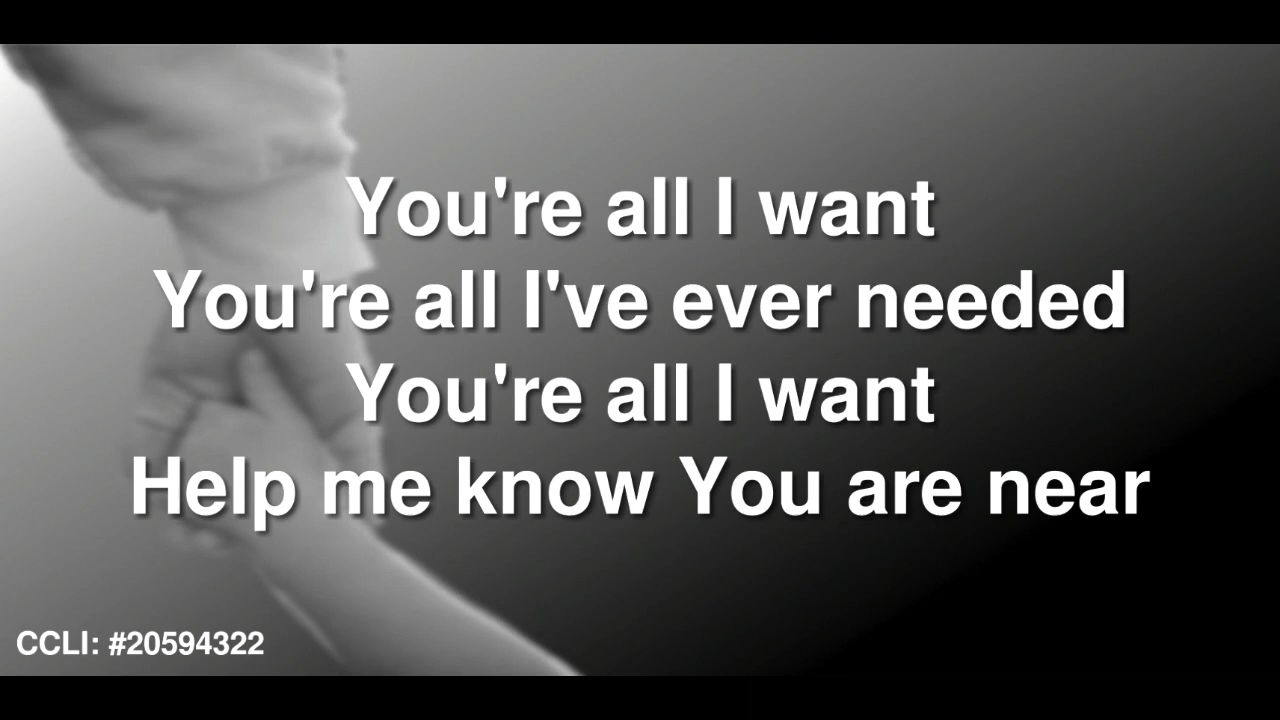 You're all I want
You're all I've ever needed
You're all I want
Help me know You are near
CCLI: #20594322